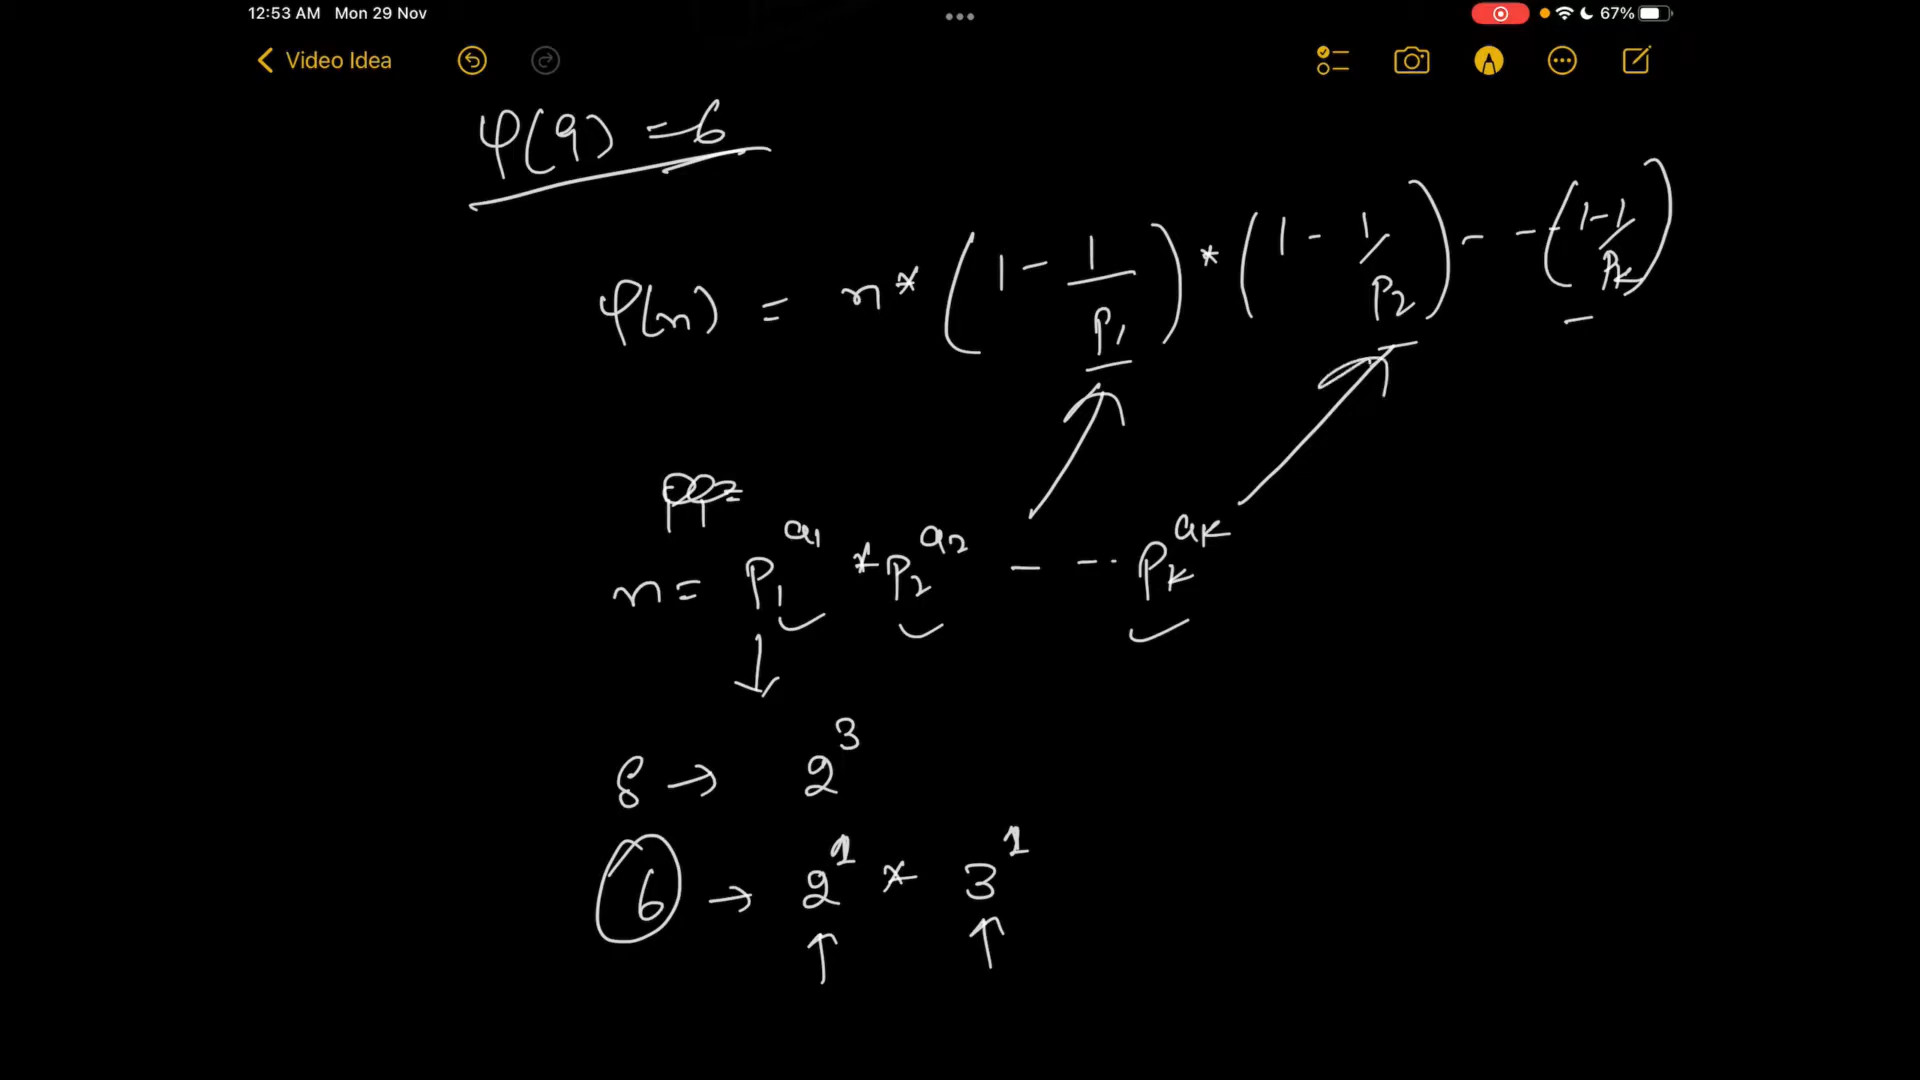 12:53 AM Mon 29 Nov 67%
Video Idea
φ(9) = 6
φ(n) = n * (1 - 1/P1) * (1 - 1/P2) - - (1 - 1/Pk)
n = P1^a1 * P2^a2 - - - Pk^ak
8 → 2^3
6 → 2^1 * 3^1